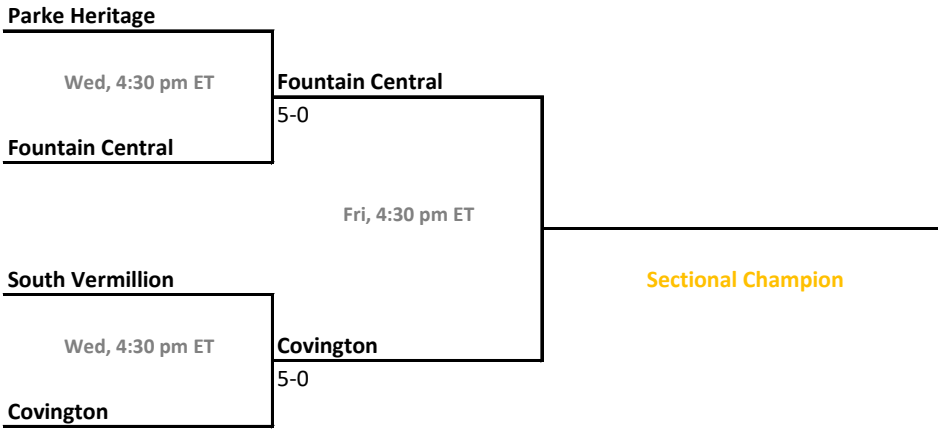 Parke Heritage
Wed, 4:30 pm ET
Fountain Central
5-0
Fountain Central
Fri, 4:30 pm ET
South Vermillion
Sectional Champion
Wed, 4:30 pm ET
Covington
5-0
Covington